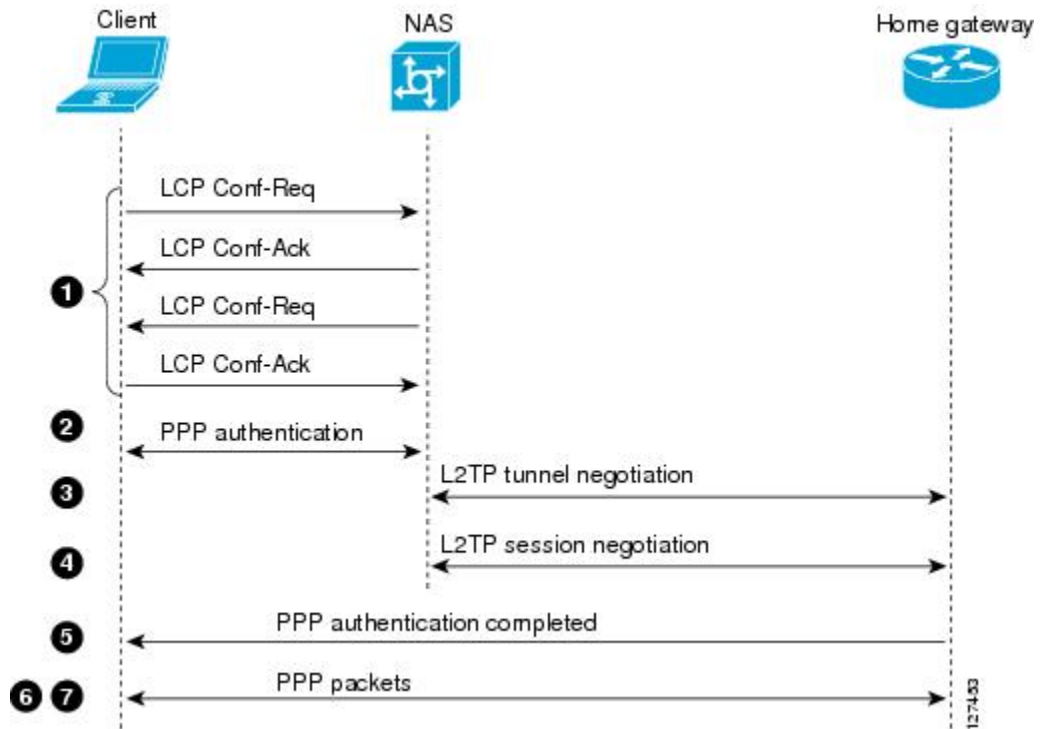 Client
NAS
Home gateway
LCP Conf-Req
LCP Conf-Ack
1
LCP Conf-Req
LCP Conf-Ack
2
PPP authentication
3
L2TP tunnel negotiation
4
L2TP session negotiation
5
PPP authentication completed
6 7
PPP packets
127453